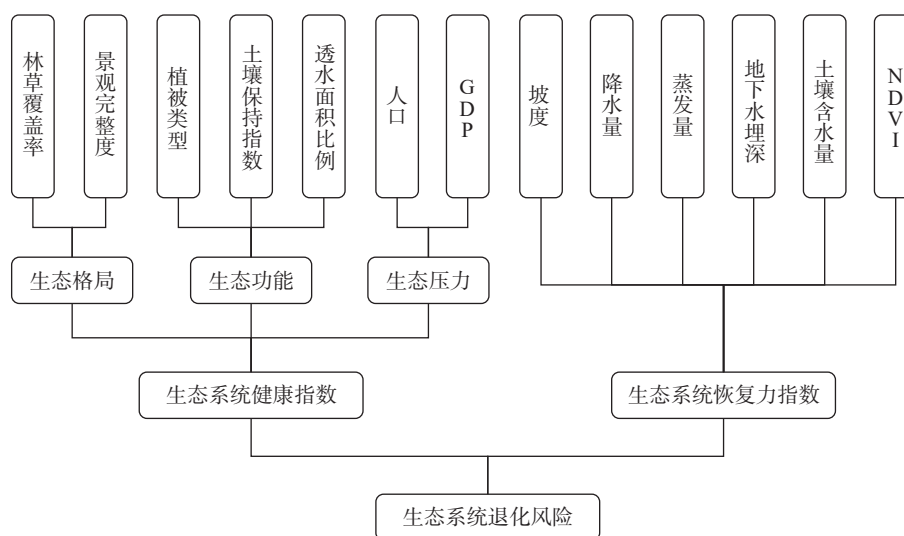 林草覆盖率
景观完整度
植被类型
土壤保持指数
透水面积比例
人口
GDP
坡度
降水量
蒸发量
地下水埋深
土壤含水量
NDVI
生态格局
生态功能
生态压力
生态系统健康指数
生态系统恢复力指数
生态系统退化风险